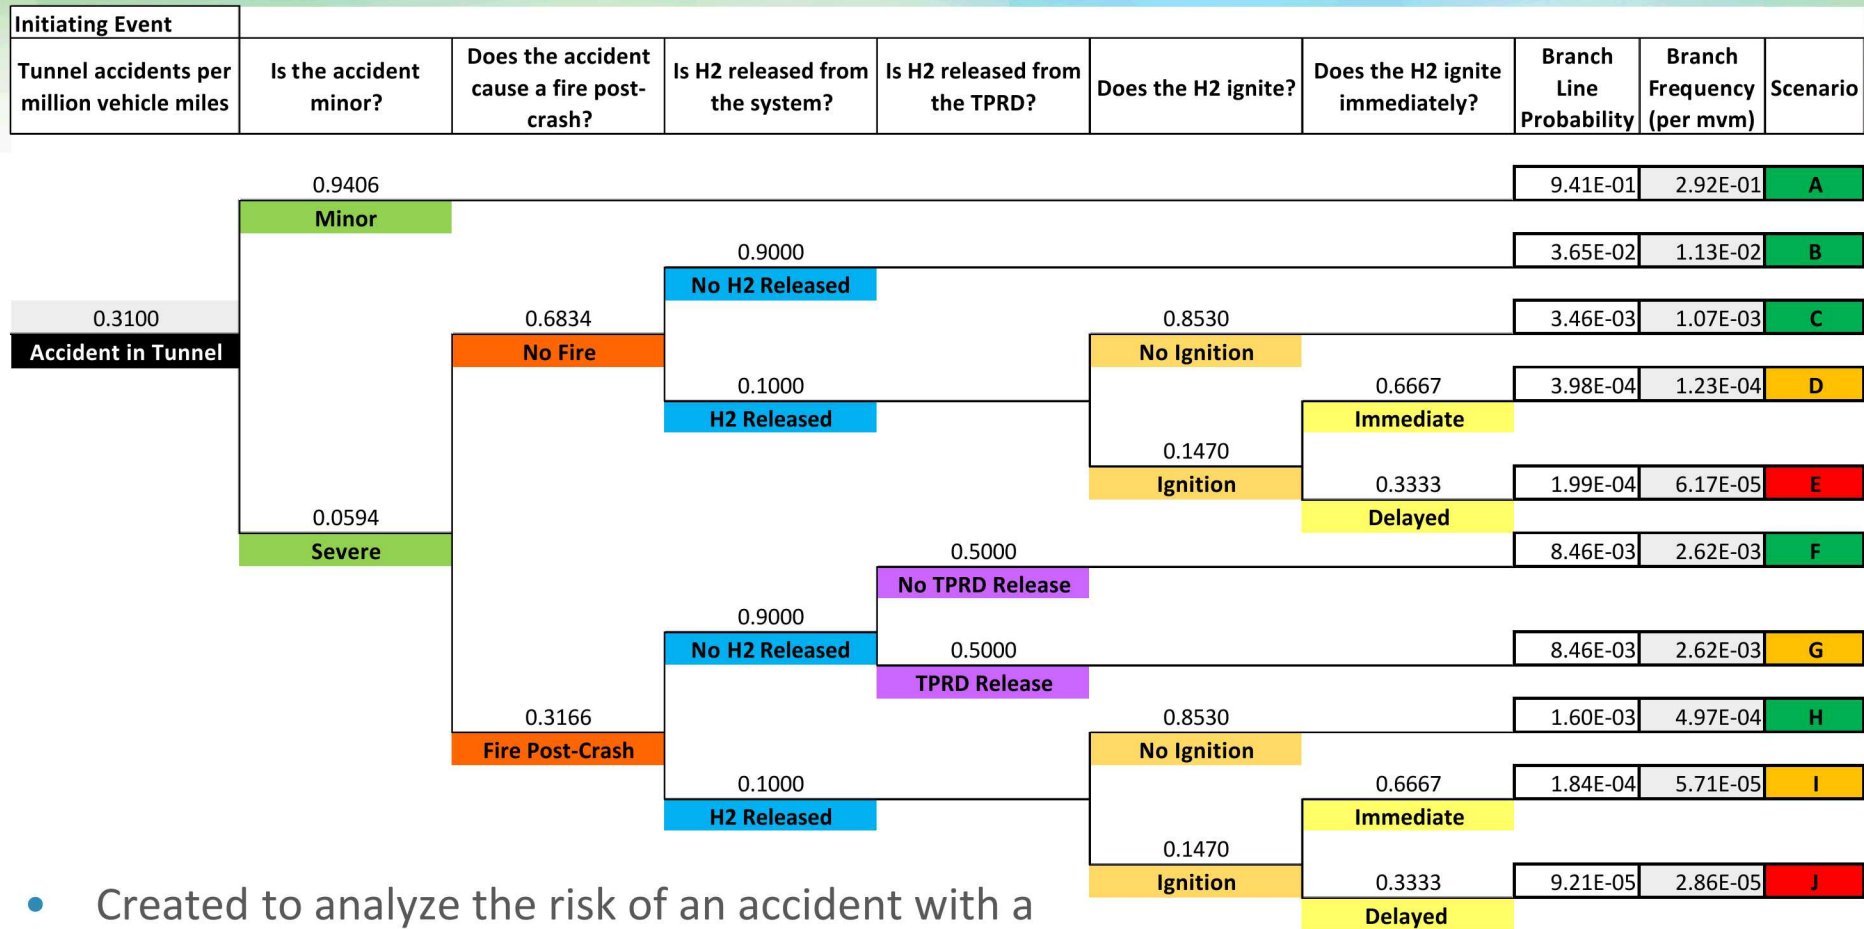 Initiating Event
Tunnel accidents per million vehicle miles
Is the accident minor?
Does the accident cause a fire post-crash?
Is H2 released from the system?
Is H2 released from the TPRD?
Does the H2 ignite?
Does the H2 ignite immediately?
Branch Line Probability
Branch Frequency (per mvm)
Scenario
0.9406 9.41E-01 2.92E-01 A
Minor
0.9000 3.65E-02 1.13E-02 B
No H2 Released
0.3100 0.6834 0.8530 3.46E-03 1.07E-03 C
Accident in Tunnel No Fire No Ignition
0.1000 0.6667 3.98E-04 1.23E-04 D
H2 Released Immediate
0.1470
Ignition 0.3333 1.99E-04 6.17E-05 E
0.0594 Delayed
Severe 0.5000 8.46E-03 2.62E-03 F
No TPRD Release
0.9000
No H2 Released 0.5000 8.46E-03 2.62E-03 G
TPRD Release
0.3166 0.8530 1.60E-03 4.97E-04 H
Fire Post-Crash No Ignition
0.1000 0.6667 1.84E-04 5.71E-05 I
H2 Released Immediate
0.1470
Ignition 0.3333 9.21E-05 2.86E-05 J
Delayed
• Created to analyze the risk of an accident with a